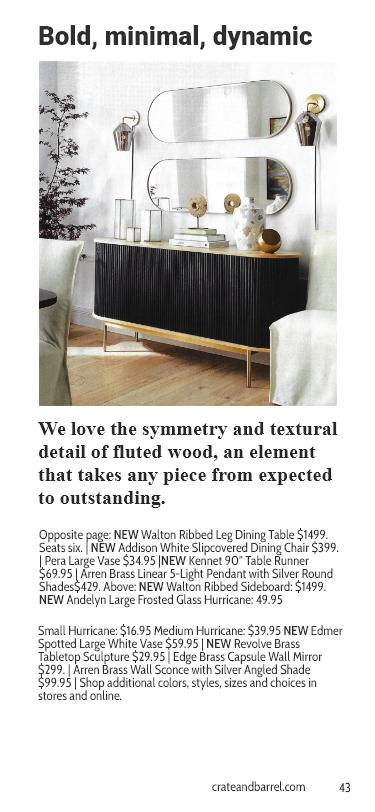 Bold, minimal, dynamic
We love the symmetry and textural
detail of fluted wood, an element
that takes any piece from expected
to outstanding.
Opposite page: NEW Walton Ribbed Leg Dining Table $1499.
Seats six. | NEW Addison White Slipcovered Dining Chair $399.
| Pera Large Vase $34.95 |NEW Kennet 90" Table Runner
$69.95 | Arren Brass Linear 5-Light Pendant with Silver Round
Shades$429. Above: NEW Walton Ribbed Sideboard: $1499.
NEW Andelyn Large Frosted Glass Hurricane: 49.95
Small Hurricane: $16.95 Medium Hurricane: $39.95 NEW Edmer
Spotted Large White Vase $59.95 | NEW Revolve Brass
Tabletop Sculpture $29.95 | Edge Brass Capsule Wall Mirror
$299. | Arren Brass Wall Sconce with Silver Angled Shade
$99.95 | Shop additional colors, styles, sizes and choices in
stores and online.
crateandbarrel.com 43